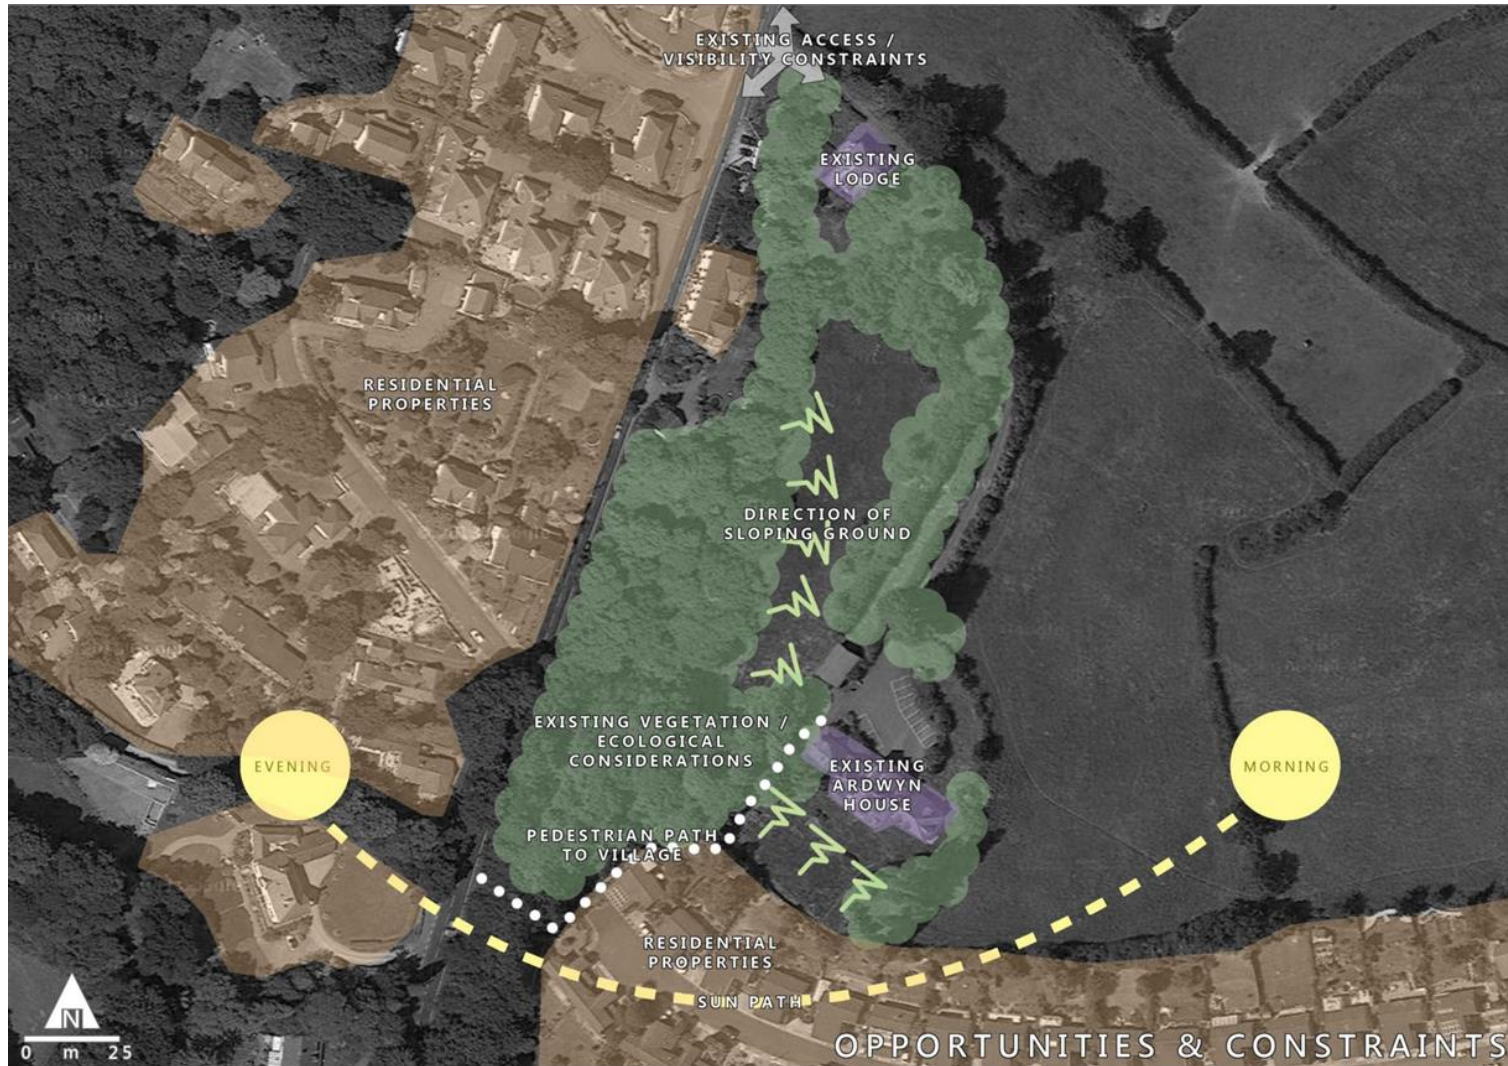 EXISTING ACCESS /
VISIBILITY CONSTRAINTS
EXISTING
LODGE
RESIDENTIAL
PROPERTIES
DIRECTION OF
SLOPING GROUND
EXISTING VEGETATION /
ECOLOGICAL
CONSIDERATIONS
EVENING
EXISTING
ARDWYN
HOUSE
MORNING
PEDESTRIAN PATH
TO VILLAGE
RESIDENTIAL
PROPERTIES
SUN PATH
N
0 m 25
OPPORTUNITIES & CONSTRAINTS